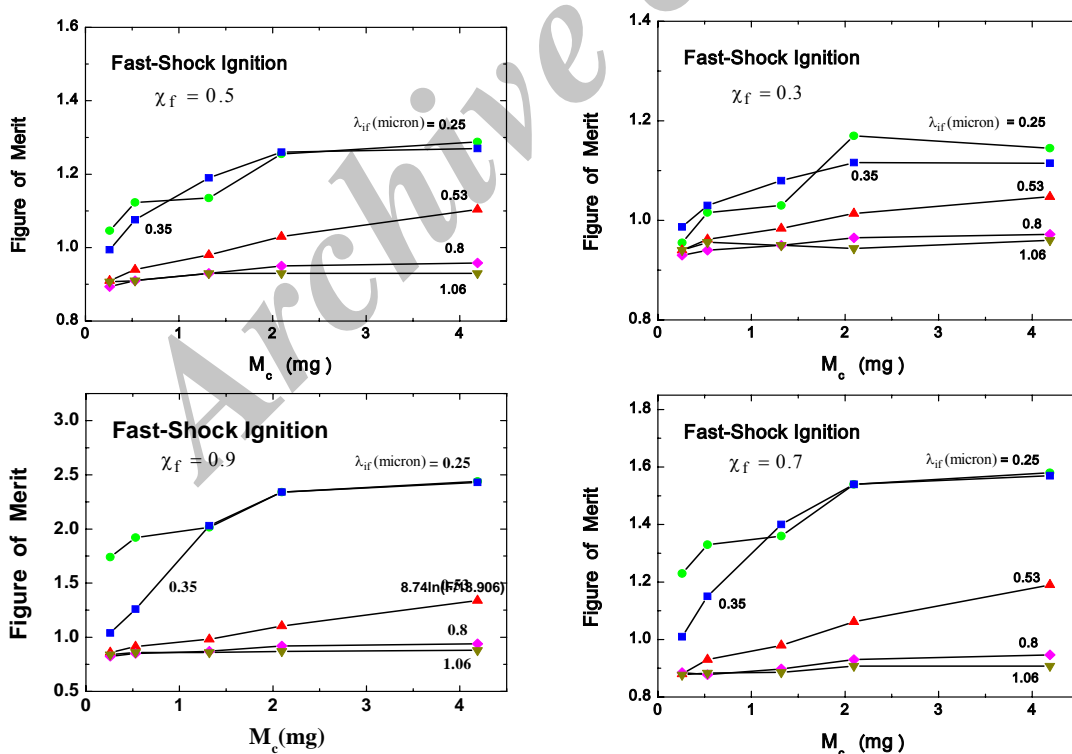 Fast-Shock Ignition
χf = 0.5
λif (micron) = 0.25
0.35
0.53
0.8
1.06
Figure of Merit
1.6
1.4
1.2
1.0
0.8
0 1 2 3 4
Mc (mg)
Fast-Shock Ignition
χf = 0.3
λif (micron) = 0.25
0.35
0.53
0.8
1.06
Figure of Merit
1.4
1.2
1.0
0.8
0 1 2 3 4
Mc (mg)
Fast-Shock Ignition
χf = 0.9
λif (micron) = 0.25
0.35
0.8
1.06
Figure of Merit
3.0
2.5
2.0
1.5
1.0
0.5
0 1 2 3 4
Mc(mg)
Fast-Shock Ignition
χf = 0.7
λif (micron) = 0.25
0.35
0.53
0.8
1.06
Figure of Merit
1.8
1.6
1.4
1.2
1.0
0.8
0 1 2 3 4
Mc (mg)
Archive